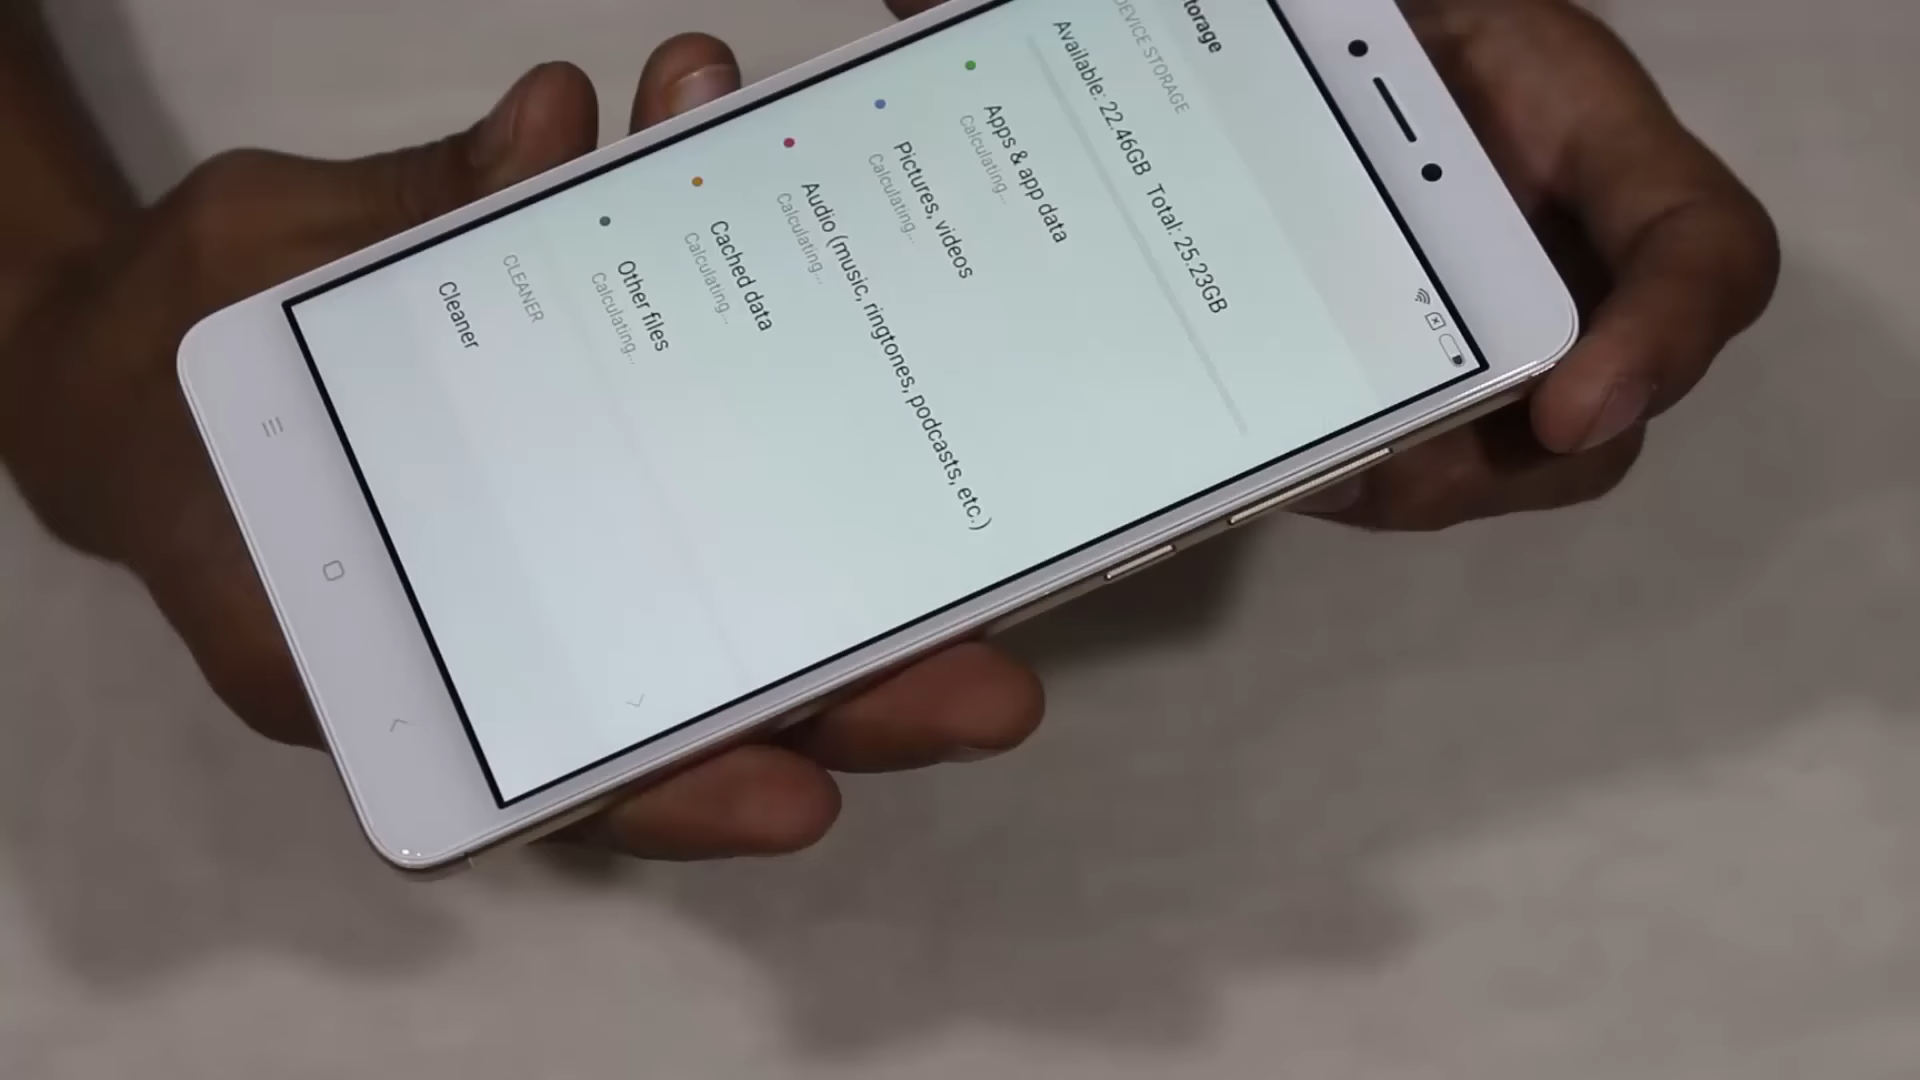 torage
DEVICE STORAGE
Available: 22.46GB Total: 25.23GB
Apps & app data
Calculating...
Pictures, videos
Calculating...
Audio (music, ringtones, podcasts, etc.)
Calculating...
Cached data
Calculating...
Other files
Calculating...
CLEANER
Cleaner